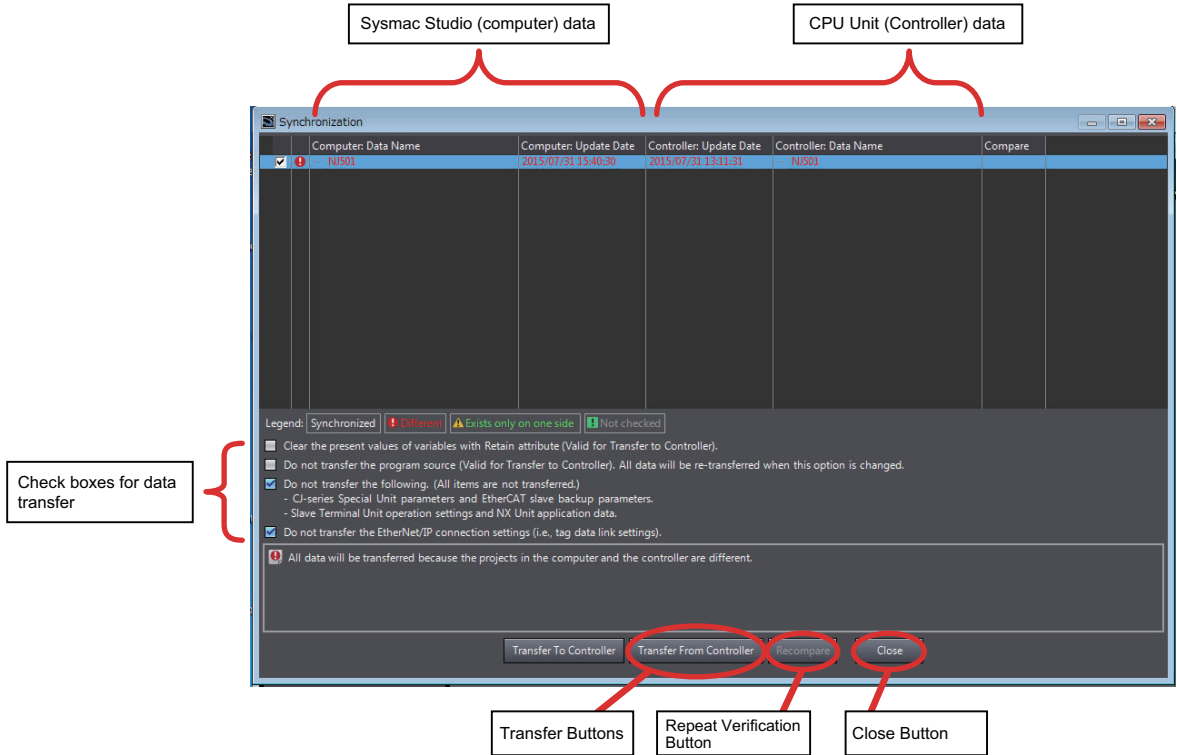 Sysmac Studio (computer) data
CPU Unit (Controller) data
Synchronization
Computer: Data Name Computer: Update Date Controller: Update Date Controller: Data Name Compare
NJ501 2015/07/31 15:40:30 2015/07/31 13:11:31 NJ501
Legend: Synchronized Different Exists only on one side Not checked
Clear the present values of variables with Retain attribute (Valid for Transfer to Controller).
Do not transfer the program source (Valid for Transfer to Controller). All data will be re-transferred when this option is changed.
Do not transfer the following. (All items are not transferred.)
- CJ-series Special Unit parameters and EtherCAT slave backup parameters.
- Slave Terminal Unit operation settings and NX Unit application data.
Do not transfer the EtherNet/IP connection settings (i.e., tag data link settings).
Check boxes for data
transfer
All data will be transferred because the projects in the computer and the controller are different.
Transfer To Controller Transfer From Controller Recompare Close
Transfer Buttons
Repeat Verification
Button
Close Button